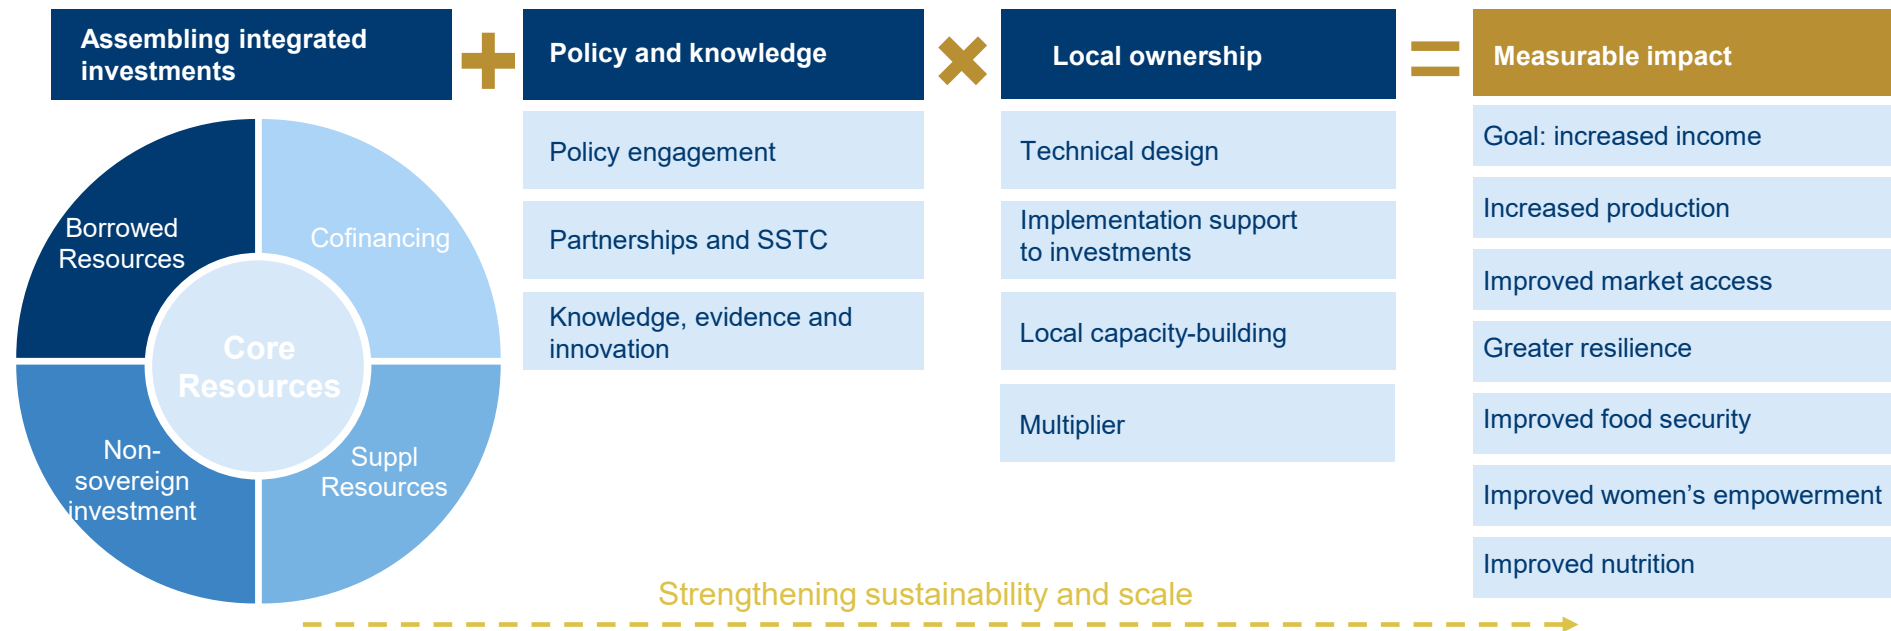 Assembling integrated
investments
Policy and knowledge
Local ownership
Measurable impact
Borrowed
Resources
Cofinancing
Core
Resources
Non-
sovereign
investment
Suppl
Resources
Policy engagement
Partnerships and SSTC
Knowledge, evidence and
innovation
Technical design
Implementation support
to investments
Local capacity-building
Multiplier
Goal: increased income
Increased production
Improved market access
Greater resilience
Improved food security
Improved women’s empowerment
Improved nutrition
Strengthening sustainability and scale